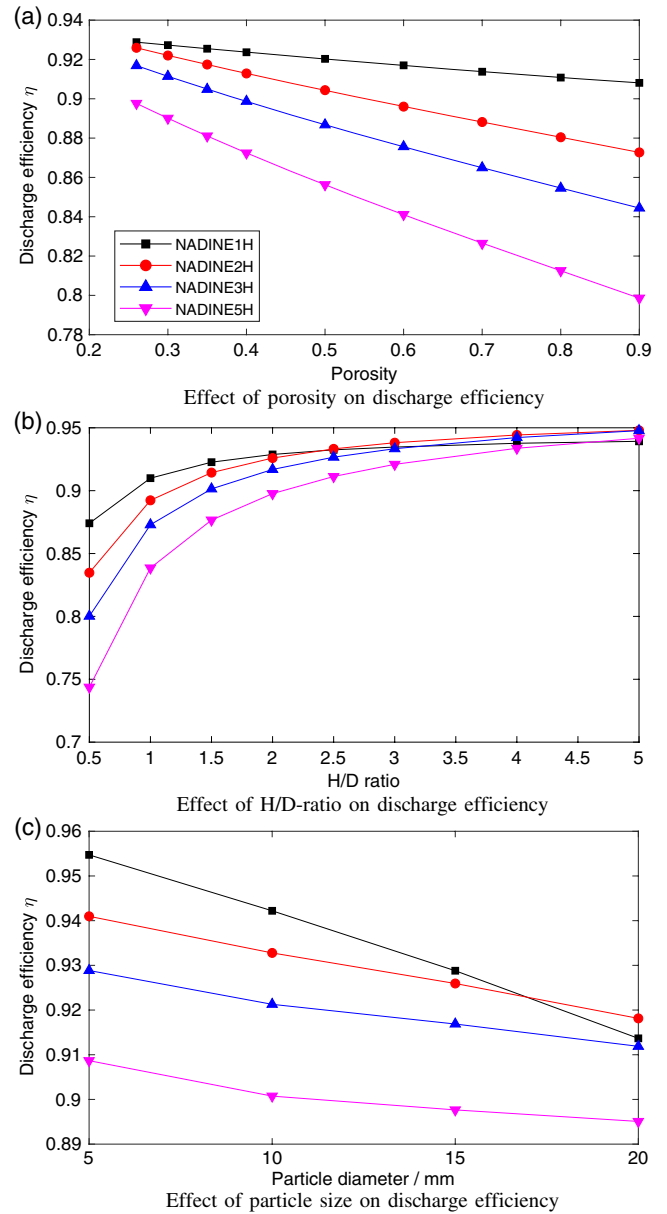 (a)
0.94
0.92
0.9
0.88
0.86
0.84
0.82
0.8
0.78
Discharge efficiency η
NADINE1H
NADINE2H
NADINE3H
NADINE5H
0.2 0.3 0.4 0.5 0.6 0.7 0.8 0.9
Porosity
Effect of porosity on discharge efficiency
(b)
0.95
0.9
0.85
0.8
0.75
0.7
Discharge efficiency η
0.5 1 1.5 2 2.5 3 3.5 4 4.5 5
H/D ratio
Effect of H/D-ratio on discharge efficiency
(c)
0.96
0.95
0.94
0.93
0.92
0.91
0.9
0.89
Discharge efficiency η
5 10 15 20
Particle diameter / mm
Effect of particle size on discharge efficiency